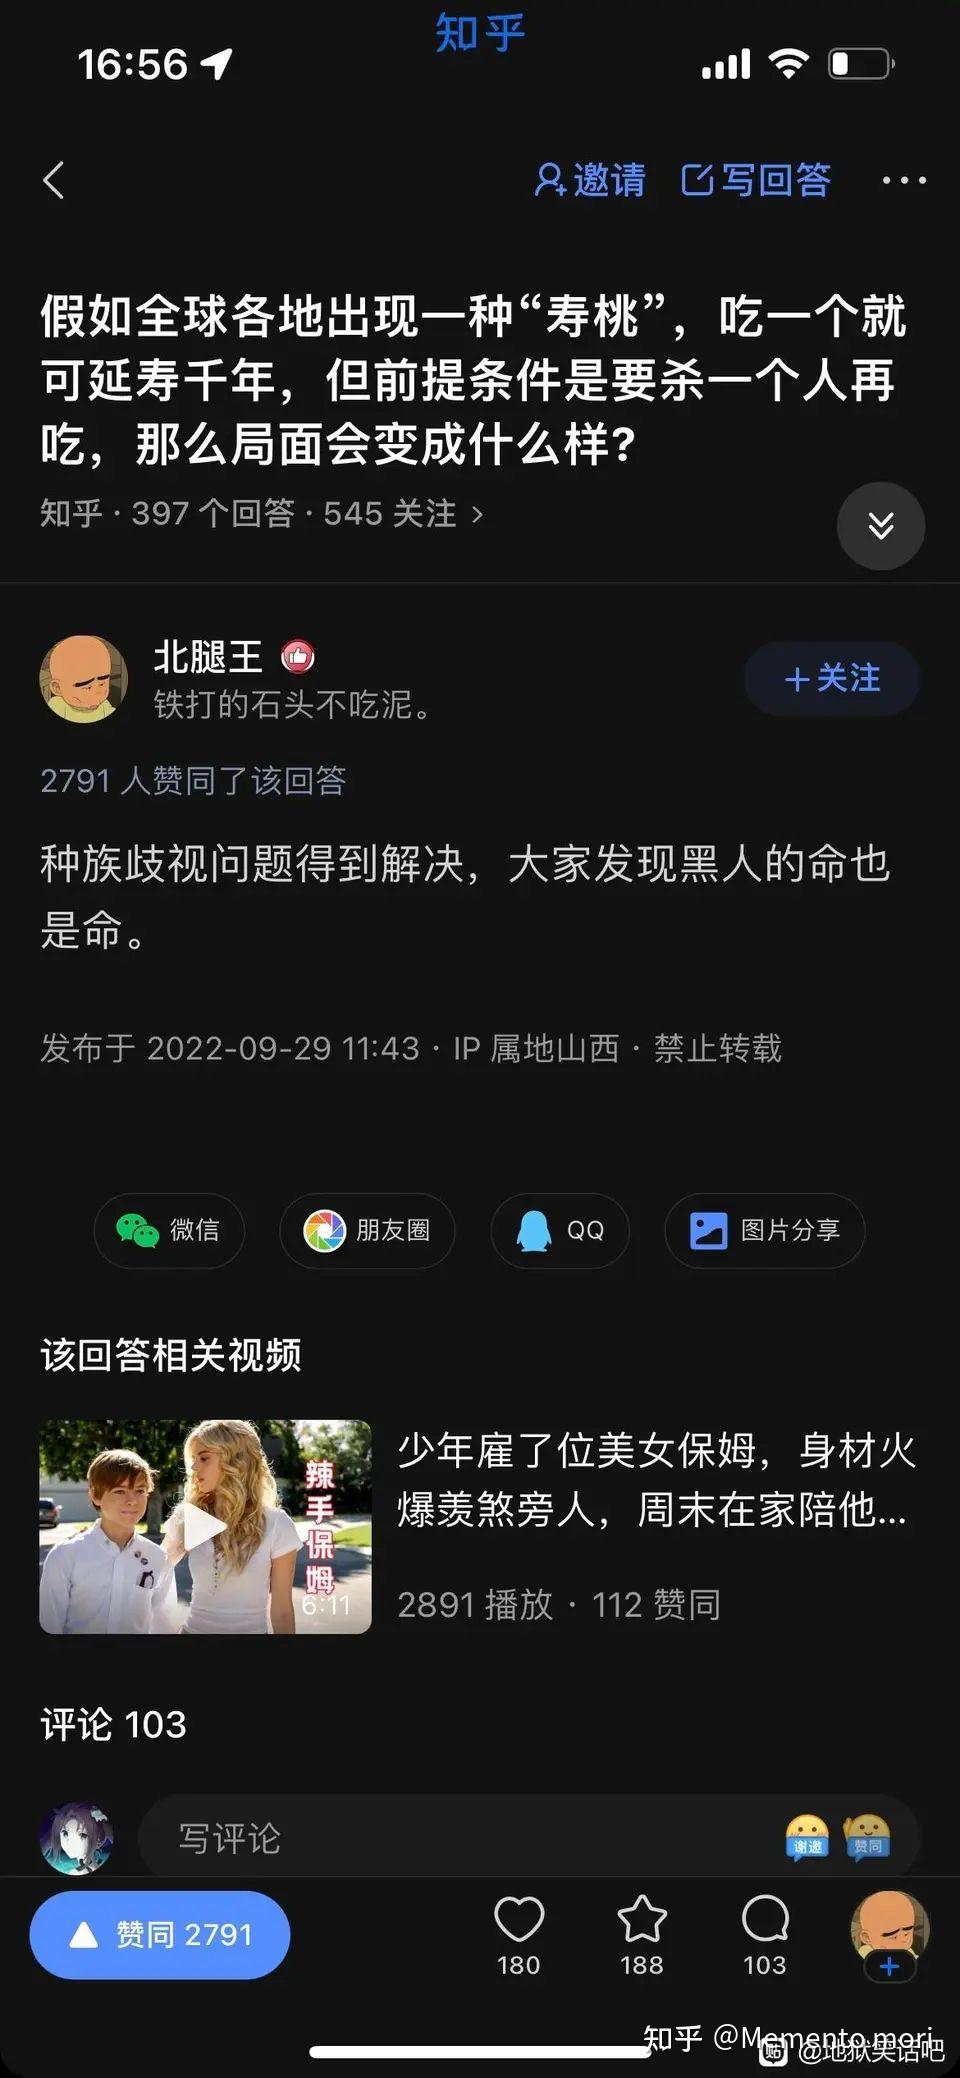 知乎
16:56
邀请 写回答
假如全球各地出现一种“寿桃”，吃一个就
可延寿千年，但前提条件是要杀一个人再
吃，那么局面会变成什么样?
知乎 · 397 个回答 · 545 关注 >
北腿王
铁打的石头不吃泥。
+关注
2791 人赞同了该回答
种族歧视问题得到解决，大家发现黑人的命也
是命。
发布于 2022-09-29 11:43 · IP 属地山西 · 禁止转载
微信 朋友圈 QQ 图片分享
该回答相关视频
辣手保姆
6:11
少年雇了位美女保姆，身材火
爆羡煞旁人，周末在家陪他...
2891 播放 · 112 赞同
评论 103
写评论
谢邀 赞同
赞同 2791
180 188 103
知乎 @Memento mori
贴 @地狱笑话吧